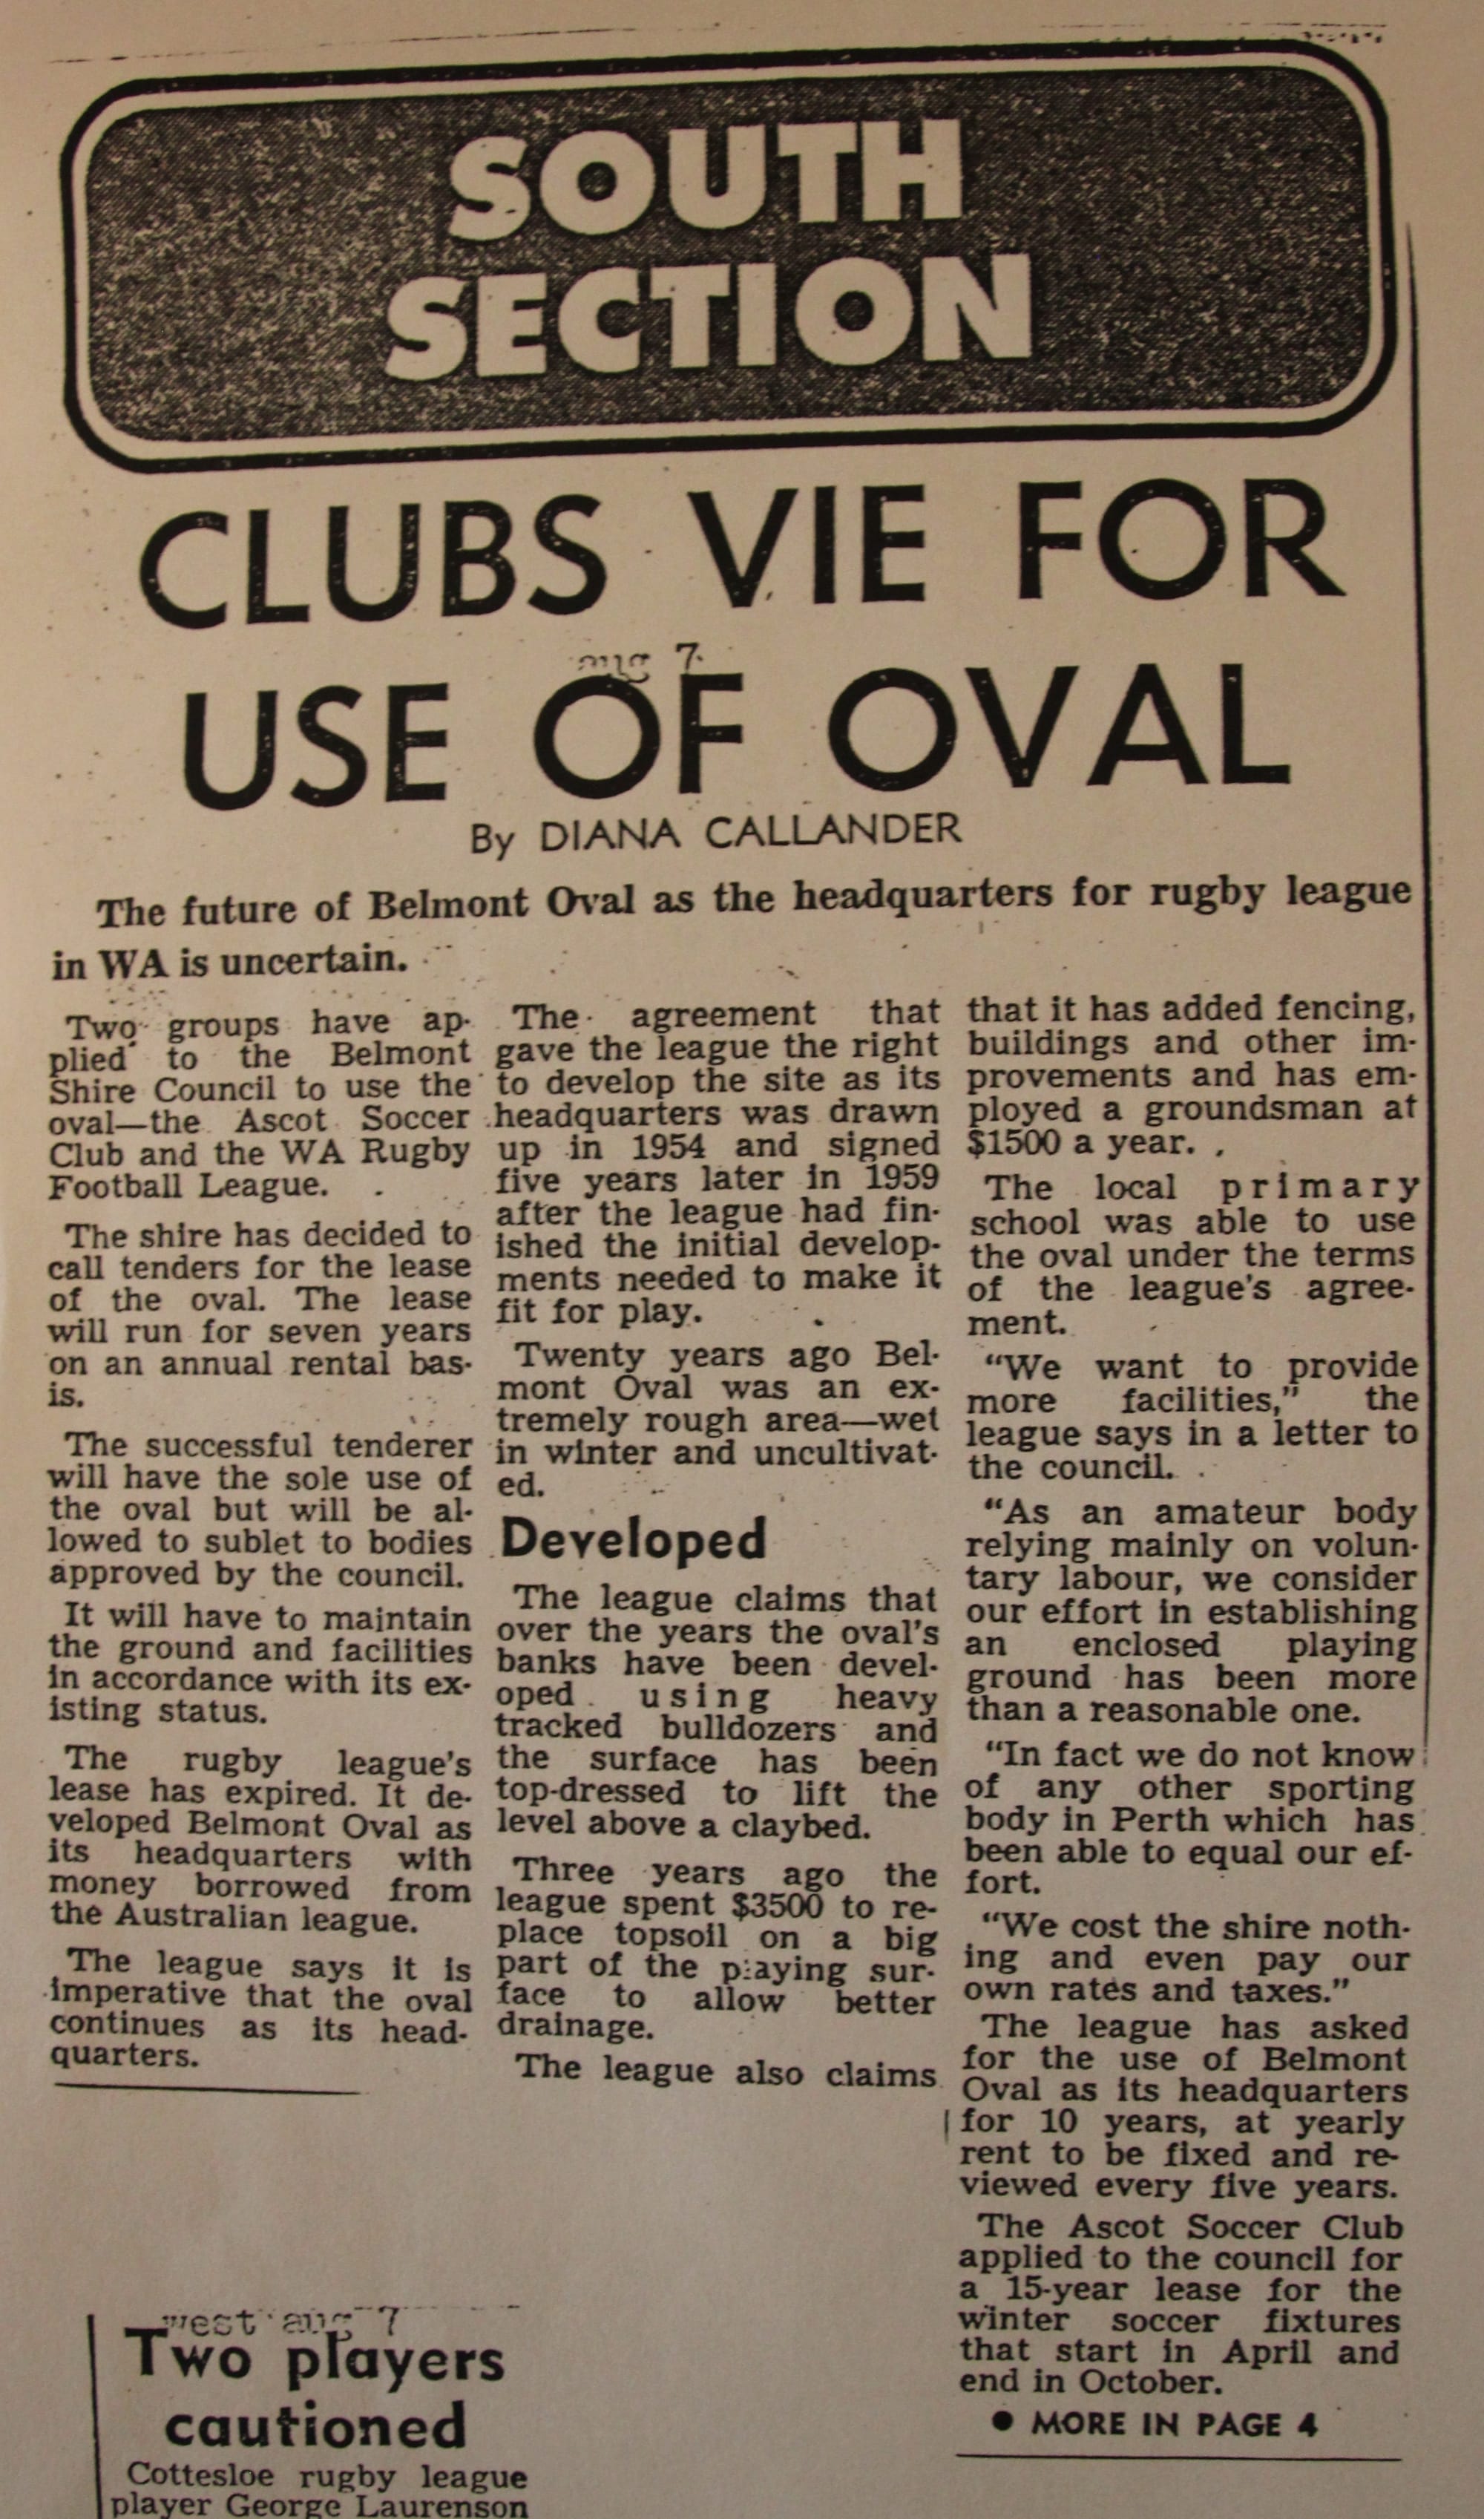 SOUTH
SECTION
CLUBS VIE FOR
aug 7.
USE OF OVAL
By DIANA CALLANDER
The future of Belmont Oval as the headquarters for rugby league
in WA is uncertain.
Two groups have ap-
plied to the Belmont
Shire Council to use the
oval—the Ascot Soccer
Club and the WA Rugby
Football League.
The shire has decided to
call tenders for the lease
of the oval. The lease
will run for seven years
on an annual rental bas-
is.
The successful tenderer
will have the sole use of
the oval but will be al-
lowed to sublet to bodies
approved by the council.
It will have to maintain
the ground and facilities
in accordance with its ex-
isting status.
The rugby league's
lease has expired. It de-
veloped Belmont Oval as
its headquarters with
money borrowed from
the Australian league.
The league says it is
imperative that the oval
continues as its head-
quarters.
The agreement that
gave the league the right
to develop the site as its
headquarters was drawn
up in 1954 and signed
five years later in 1959
after the league had fin-
ished the initial develop-
ments needed to make it
fit for play.
Twenty years ago Bel-
mont Oval was an ex-
tremely rough area—wet
in winter and uncultivat-
ed.
Developed
The league claims that
over the years the oval's
banks have been devel-
oped using heavy
tracked bulldozers and
the surface has been
top-dressed to lift the
level above a claybed.
Three years ago the
league spent $3500 to re-
place topsoil on a big
part of the playing sur-
face to allow better
drainage.
The league also claims
that it has added fencing,
buildings and other im-
provements and has em-
ployed a groundsman at
$1500 a year.
The local primary
school was able to use
the oval under the terms
of the league's agree-
ment.
"We want to provide
more facilities," the
league says in a letter to
the council.
"As an amateur body
relying mainly on volun-
tary labour, we consider
our effort in establishing
an enclosed playing
ground has been more
than a reasonable one.
"In fact we do not know
of any other sporting
body in Perth which has
been able to equal our ef-
fort.
"We cost the shire noth-
ing and even pay our
own rates and taxes."
The league has asked
for the use of Belmont
Oval as its headquarters
for 10 years, at yearly
rent to be fixed and re-
viewed every five years.
The Ascot Soccer Club
applied to the council for
a 15-year lease for the
winter soccer fixtures
that start in April and
end in October.
● MORE IN PAGE 4
west aug 7
Two players
cautioned
Cottesloe rugby league
player George Laurenson